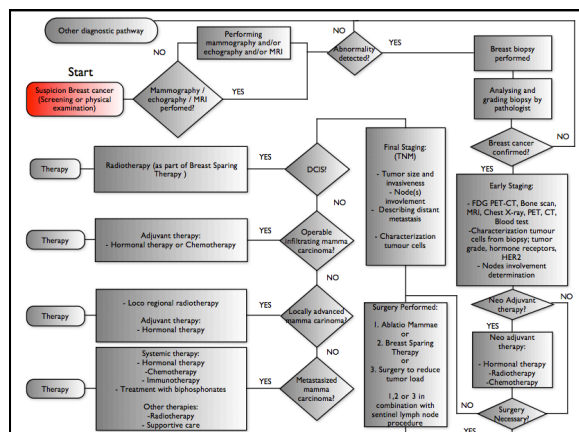 Other diagnostic pathway
NO
Performing
mammography and/or
echography and/or MRI
NO
Abnormality
detected?
YES
Breast biopsy
performed
Start
Suspicion Breast cancer
(Screening or physical
examination)
Mammography /
echography /
MRI perfomed?
YES
Analysing and
grading biopsy by
pathologist
Breast cancer
confirmed?
NO
YES
Therapy
Radiotherapy (as part of Breast Sparing
Therapy )
YES
DCIS?
NO
Final Staging:
(TNM)
- Tumor size and
invasiveness
- Node(s)
involvement
- Describing distant
metastasis
- Characterization
tumour cells
Early Staging:
- FDG PET-CT, Bone scan,
MRI, Chest X-ray, PET, CT,
Blood test
-Characterization tumour
cells from biopsy; tumor
grade, hormone receptors,
HER2
- Nodes involvement
determination
Therapy
Adjuvant therapy:
- Hormonal therapy or Chemotherapy
YES
Operable
infiltrating mamma
carcinoma?
NO
Neo Adjuvant
therapy?
NO
YES
Therapy
- Loco regional radiotherapy
Adjuvant therapy:
- Hormonal therapy
YES
Locally advanced
mamma carinoma?
NO
Surgery Performed:
1. Ablatio Mammae
or
2. Breast Sparing
Therapy
or
3. Surgery to reduce
tumor load
1,2 or 3 in
combination with
sentinel lymph node
procedure
Neo adjuvant
therapy:
- Hormonal therapy
-Radiotherapy
-Chemotherapy
Therapy
Systemic therapy:
- Hormonal therapy
-Chemotherapy
- Immunotherapy
- Treatment with biphosphonates
Other therapies:
-Radiotherapy
- Supportive care
YES
Metastasized
mamma
carcinoma?
NO
YES
Surgery
Necessary?